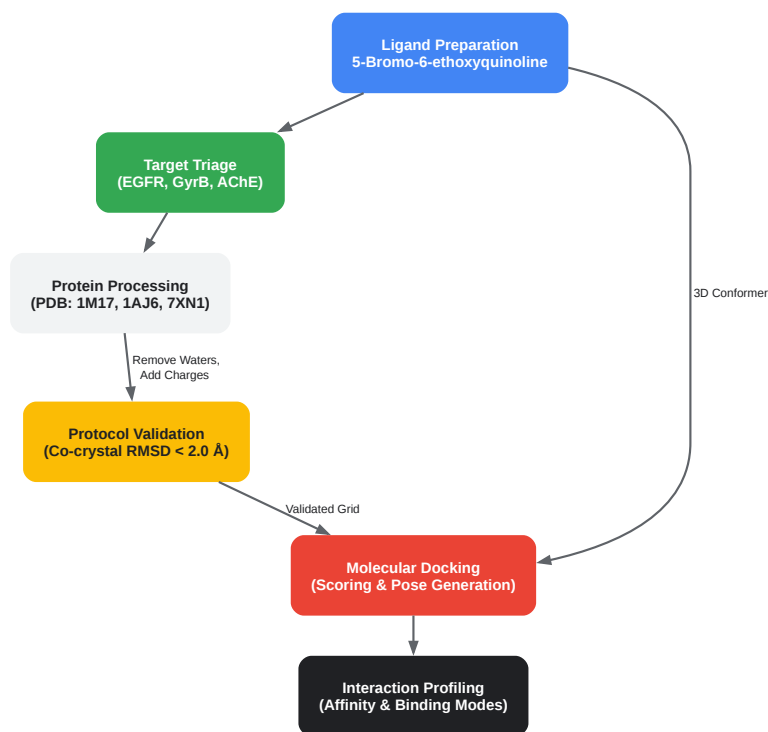 Ligand Preparation
5-Bromo-6-ethoxyquinoline
Target Triage
(EGFR, GyrB, AChE)
Protein Processing
(PDB: 1M17, 1AJ6, 7XN1)
3D Conformer
Remove Waters,
Add Charges
Protocol Validation
(Co-crystal RMSD < 2.0 Å)
Validated Grid
Molecular Docking
(Scoring & Pose Generation)
Interaction Profiling
(Affinity & Binding Modes)